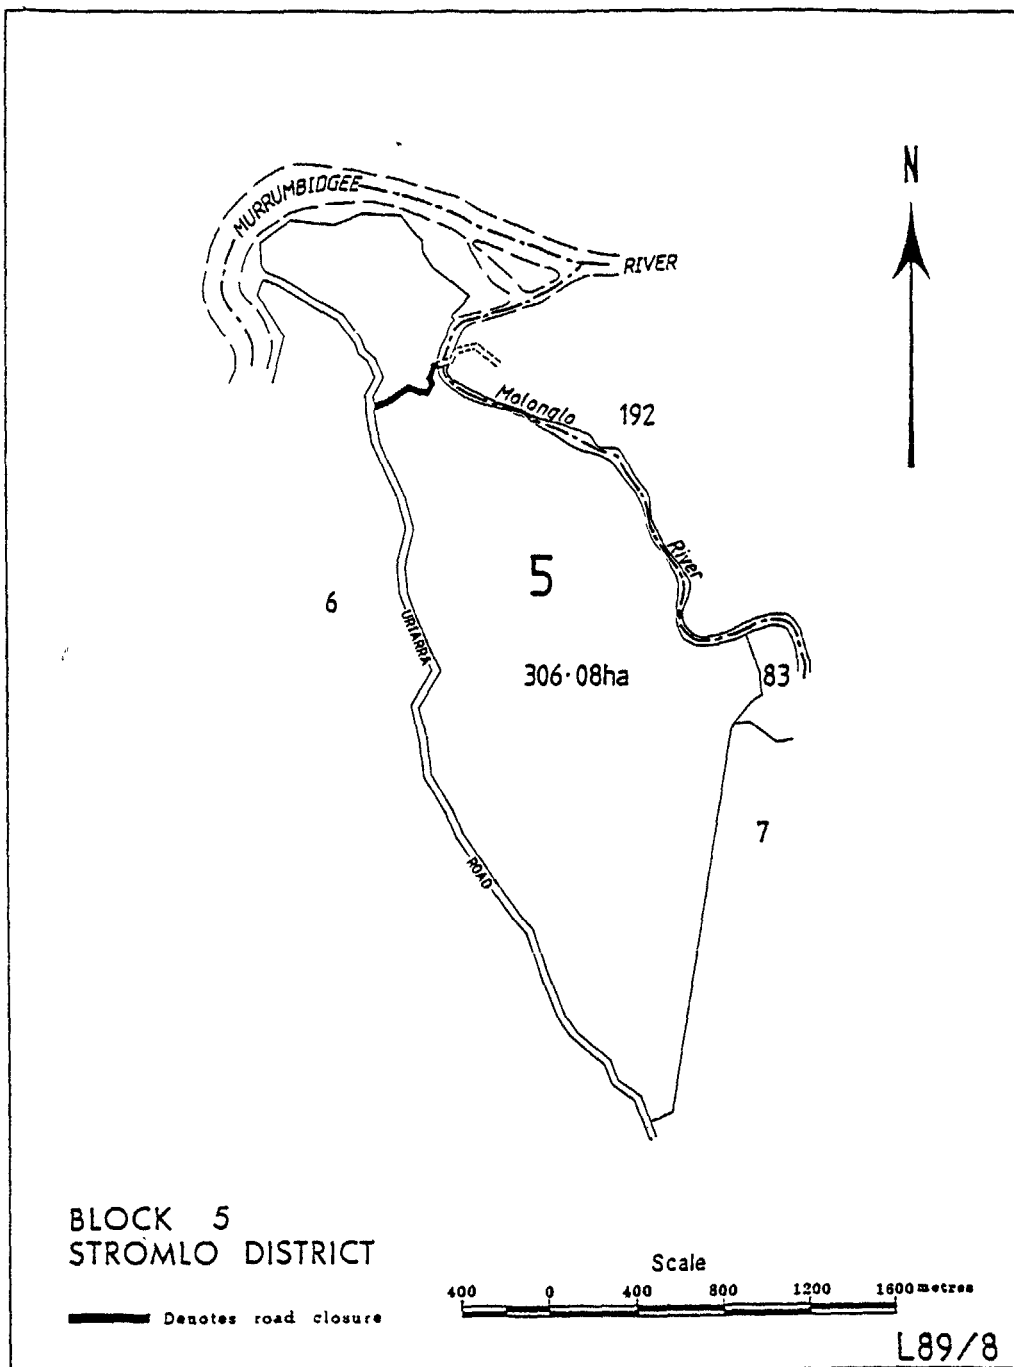 N
MURRUMBIDGEE
RIVER
Molonglo
192
River
5
6
URIARRA
306·08ha
83
7
ROAD
BLOCK 5
STROMLO DISTRICT
Scale
400 0 400 800 1200 1600 metres
Denotes road closure
L89/8